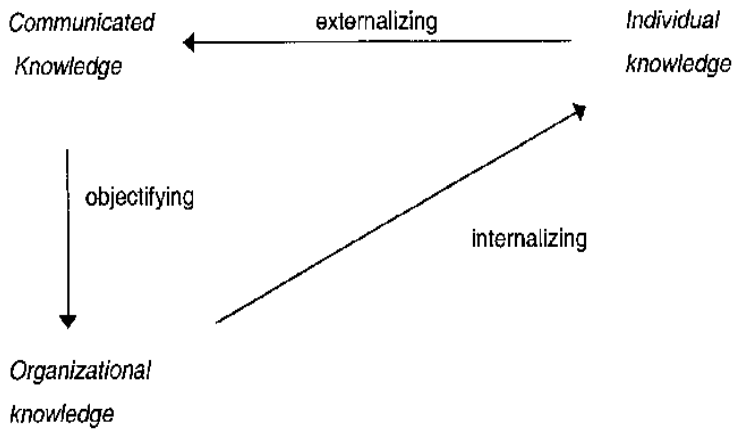 Communicated
Knowledge
externalizing
Individual
knowledge
objectifying
internalizing
Organizational
knowledge